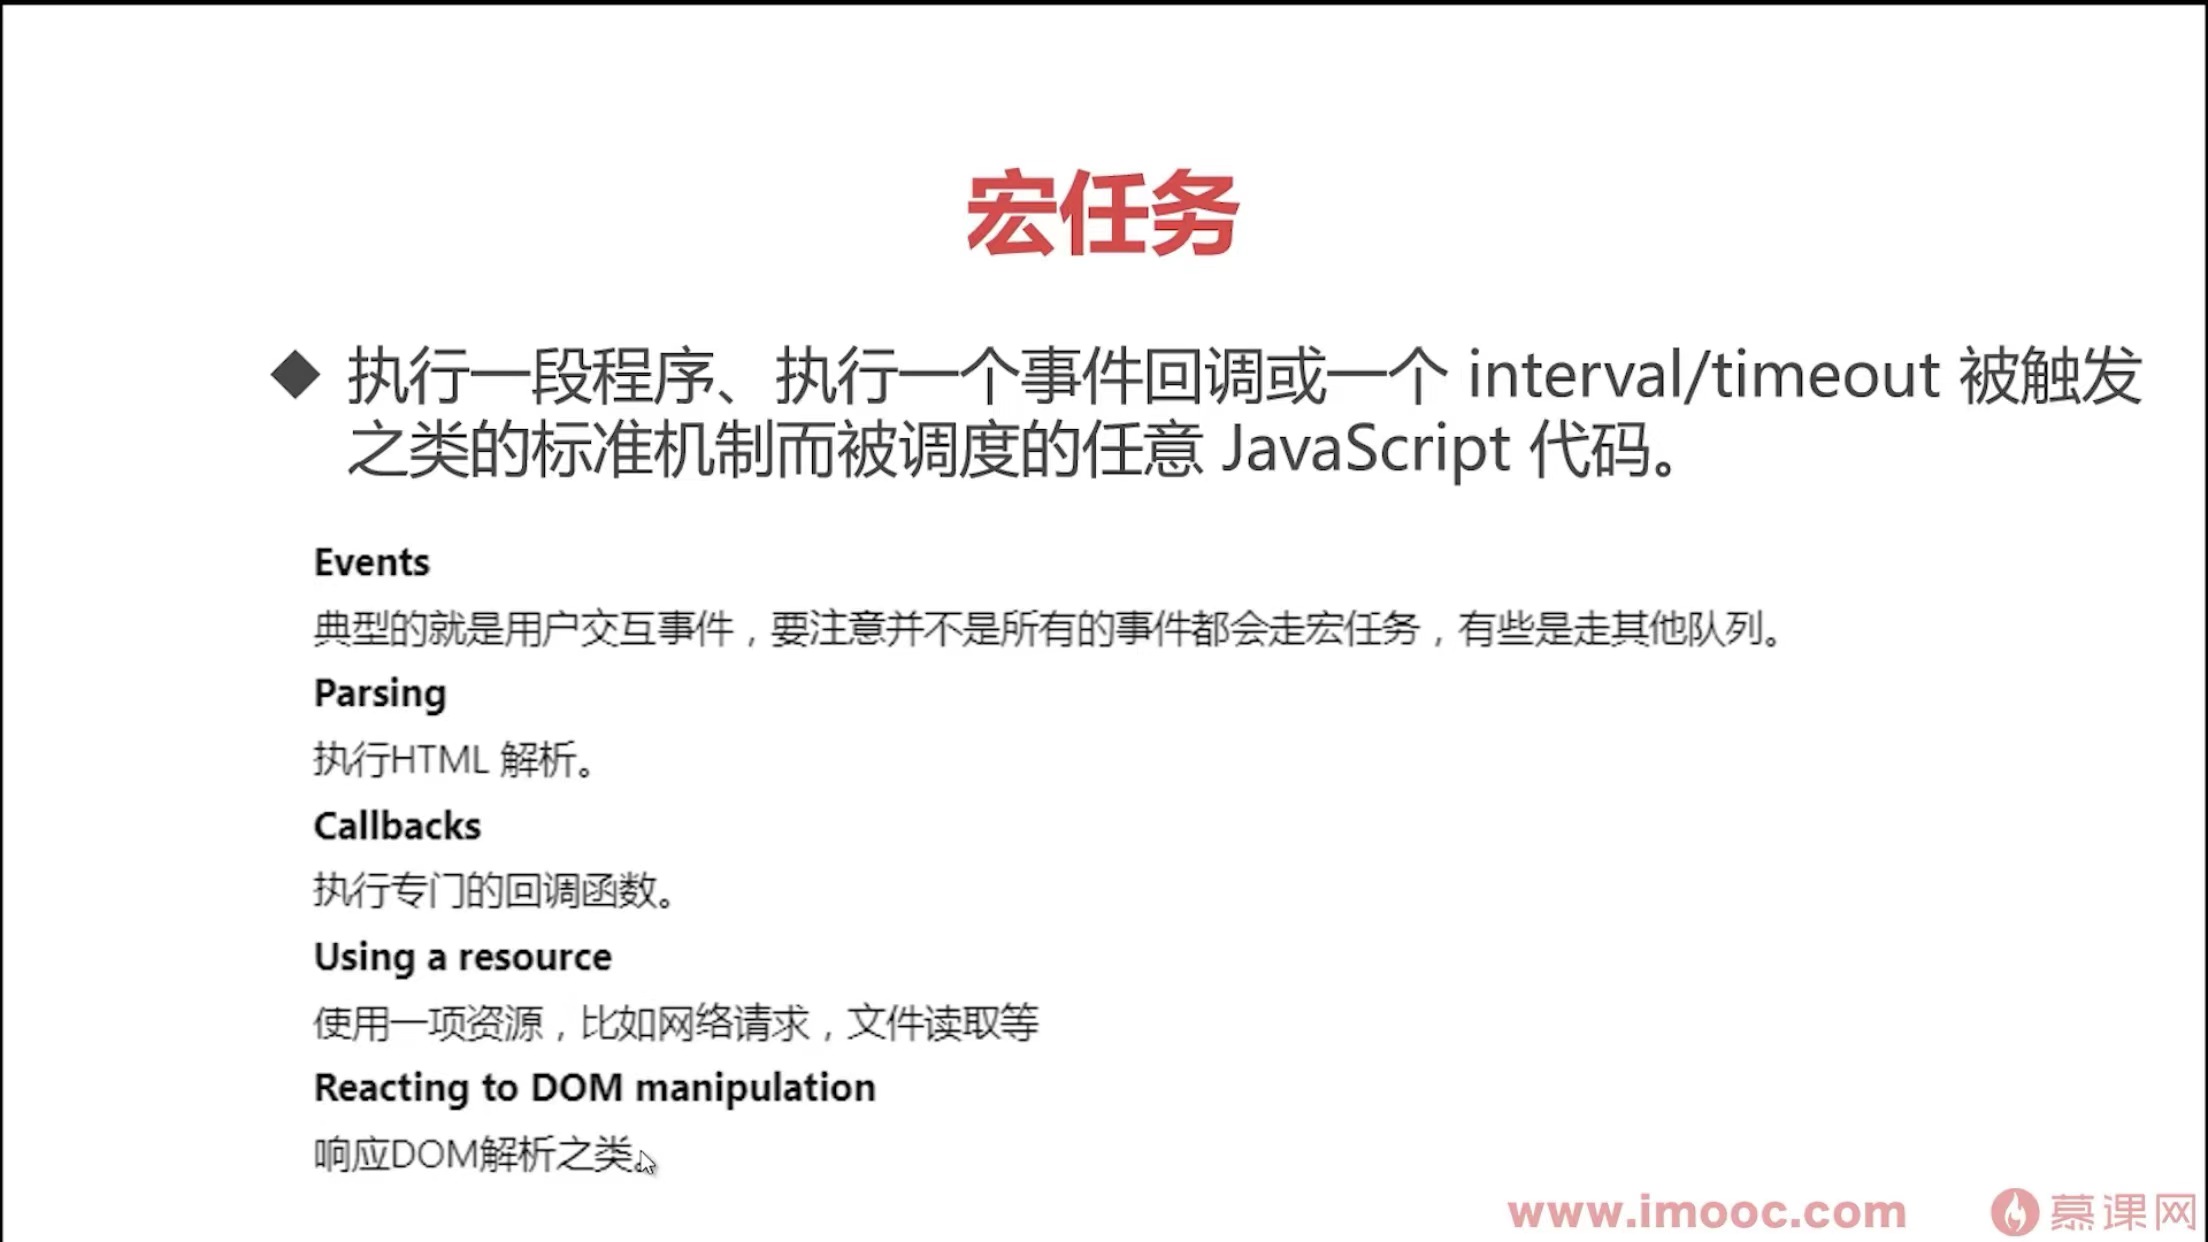 宏任务
◆ 执行一段程序、执行一个事件回调或一个 interval/timeout 被触发
之类的标准机制而被调度的任意 JavaScript 代码。
Events
典型的就是用户交互事件，要注意并不是所有的事件都会走宏任务，有些是走其他队列。
Parsing
执行HTML 解析。
Callbacks
执行专门的回调函数。
Using a resource
使用一项资源，比如网络请求，文件读取等
Reacting to DOM manipulation
响应DOM解析之类。
www.imooc.com 慕课网